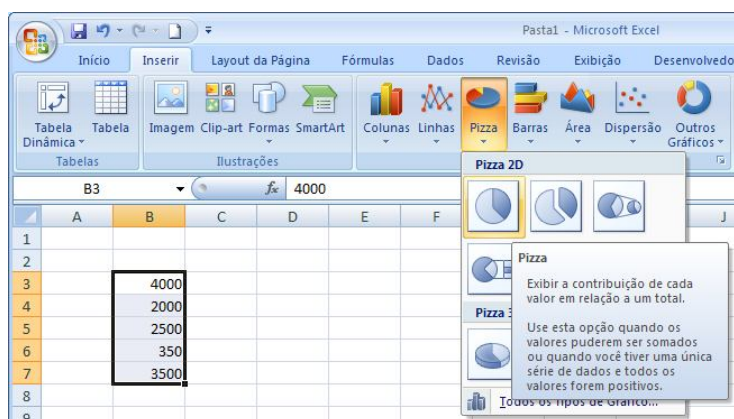 Pasta1 - Microsoft Excel
Início Inserir Layout da Página Fórmulas Dados Revisão Exibição Desenvolvedo
Tabela Dinâmica Tabela Imagem Clip-art Formas SmartArt Colunas Linhas Pizza Barras Área Dispersão Outros Gráficos
Tabelas Ilustrações
Pizza 2D
B3 fx 4000
A B C D E F J
1
2
3 4000
4 2000
5 2500
6 350
7 3500
8
9
Pizza
Exibir a contribuição de cada
valor em relação a um total.
Use esta opção quando os
valores puderem ser somados
ou quando você tiver uma única
série de dados e todos os
valores forem positivos.
Pizza 3
Todos os Tipos de Gráfico...